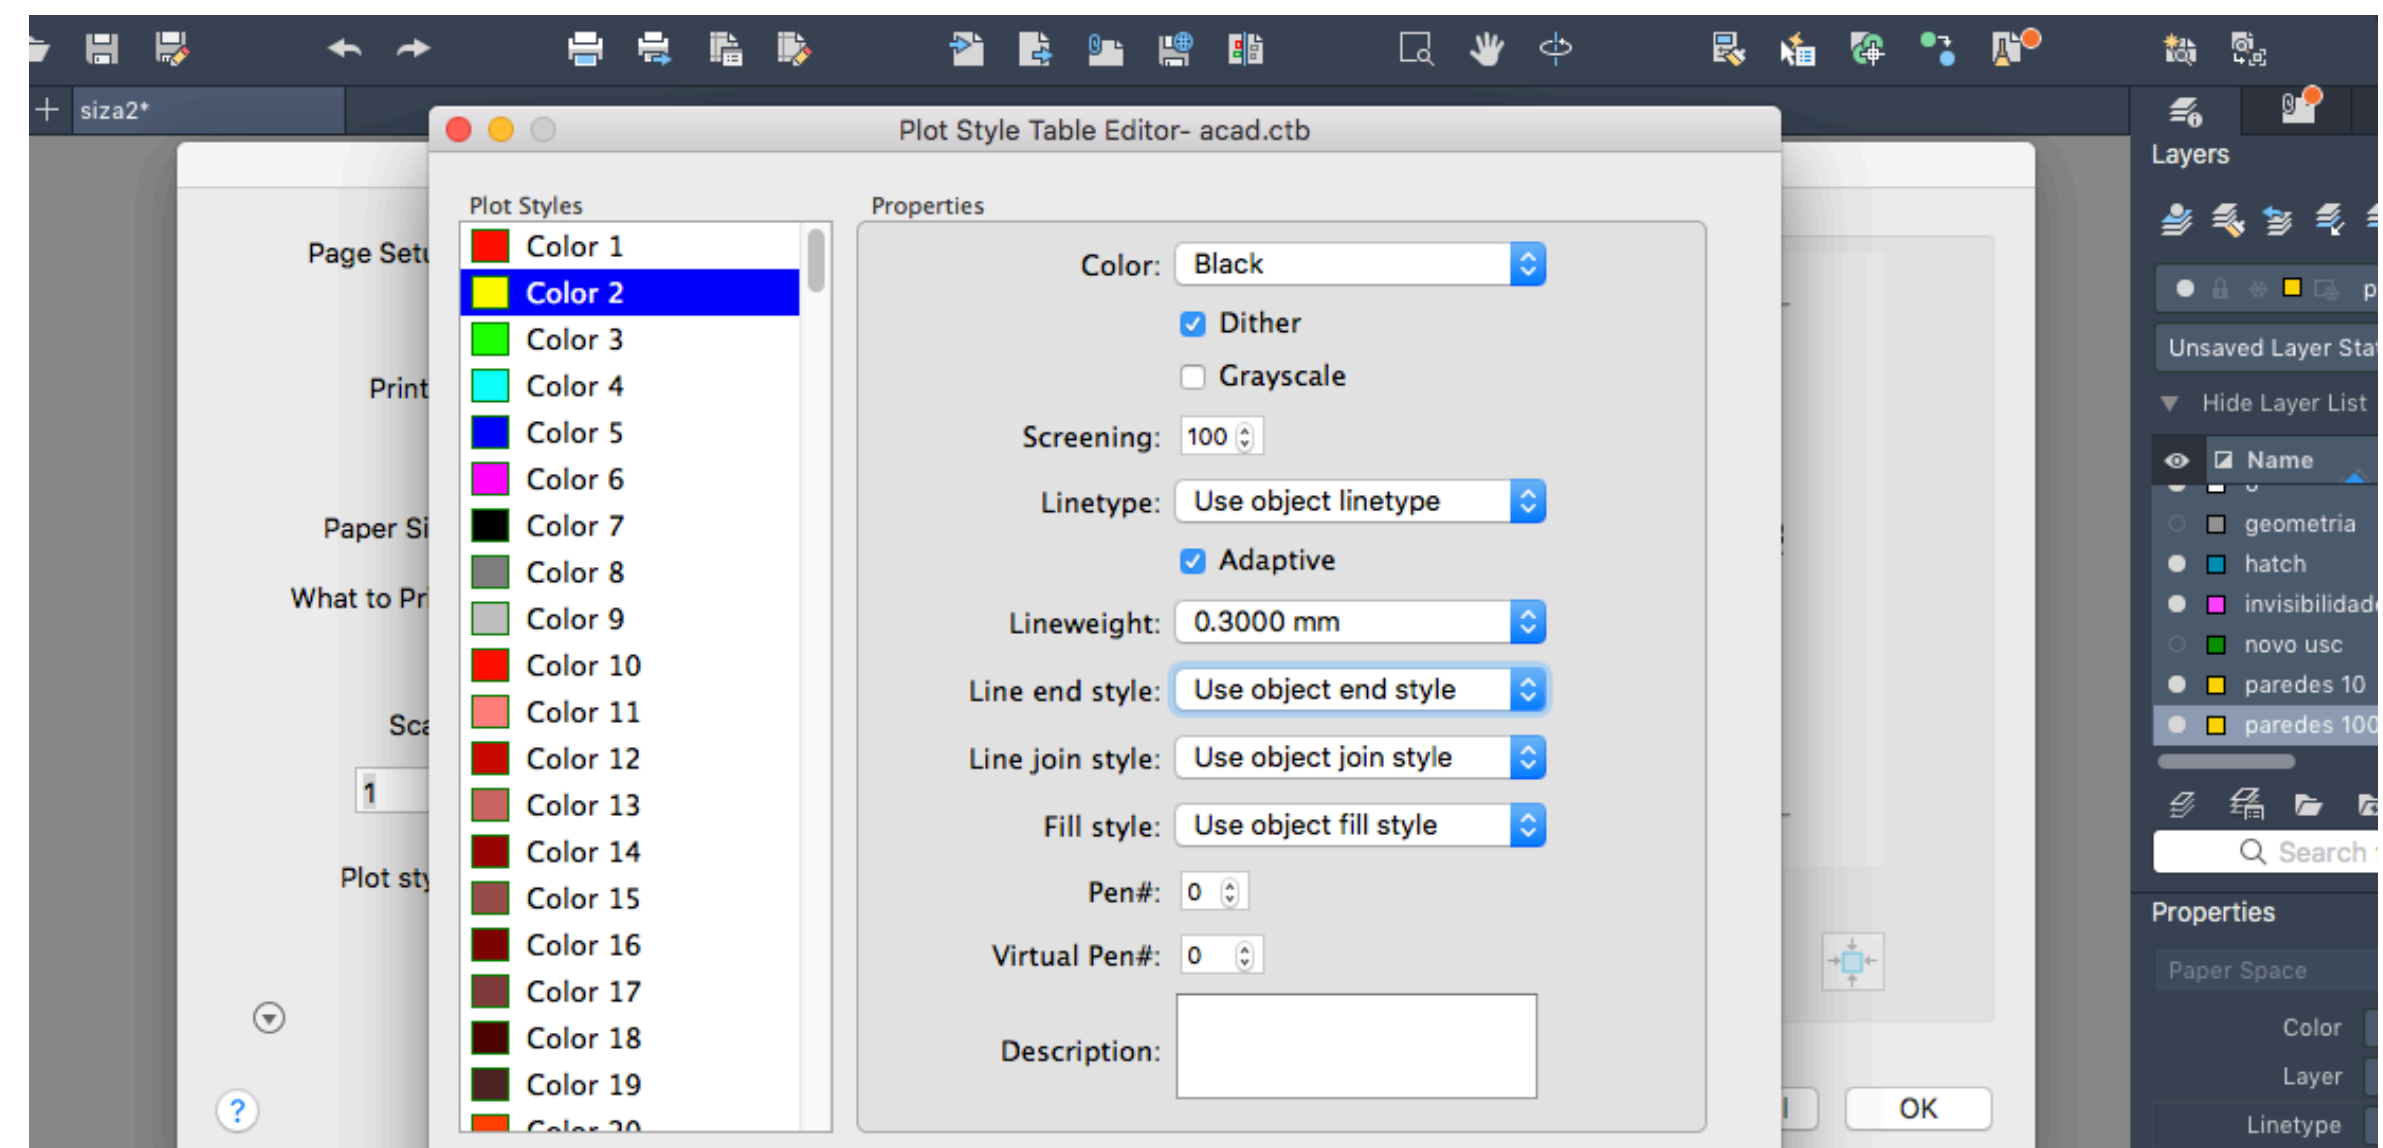 siza2*
Plot Style Table Editor- acad.ctb
Plot Styles
Color 1
Color 2
Color 3
Color 4
Color 5
Color 6
Color 7
Color 8
Color 9
Color 10
Color 11
Color 12
Color 13
Color 14
Color 15
Color 16
Color 17
Color 18
Color 19
Color 20
Properties
Color: Black
Dither
Grayscale
Screening: 100
Linetype: Use object linetype
Adaptive
Lineweight: 0.3000 mm
Line end style: Use object end style
Line join style: Use object join style
Fill style: Use object fill style
Pen#: 0
Virtual Pen#: 0
Description:
Page Setu
Print
Paper Si
What to Pri
Sca
1
Plot sty
?
OK
Layers
p
Unsaved Layer Sta
Hide Layer List
Name
0
geometria
hatch
invisibilidad
novo usc
paredes 10
paredes 100
Search
Properties
Paper Space
Color
Layer
Linetype